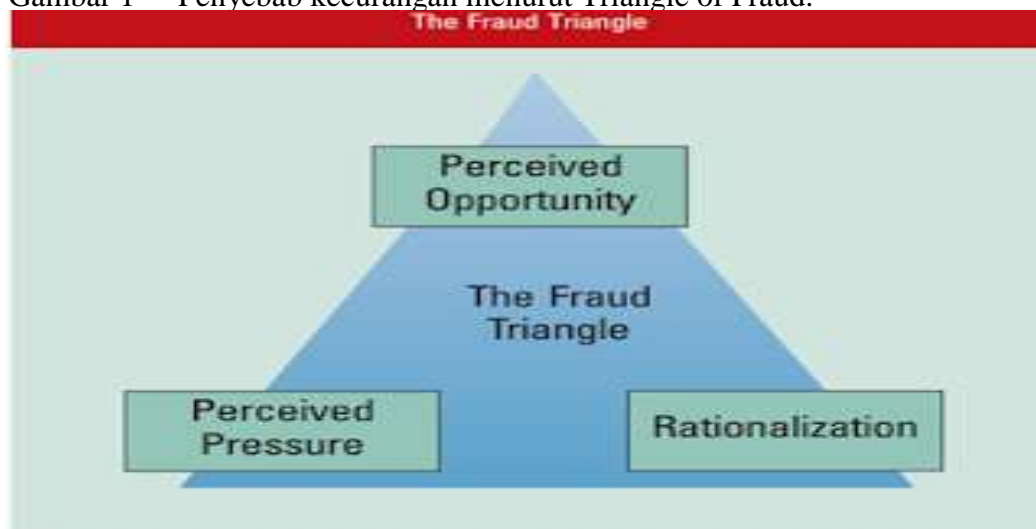 Gambar 1 Penyebab kecurangan menurut Triangle of Fraud.
The Fraud Triangle
Perceived
Opportunity
The Fraud
Triangle
Perceived
Pressure
Rationalization